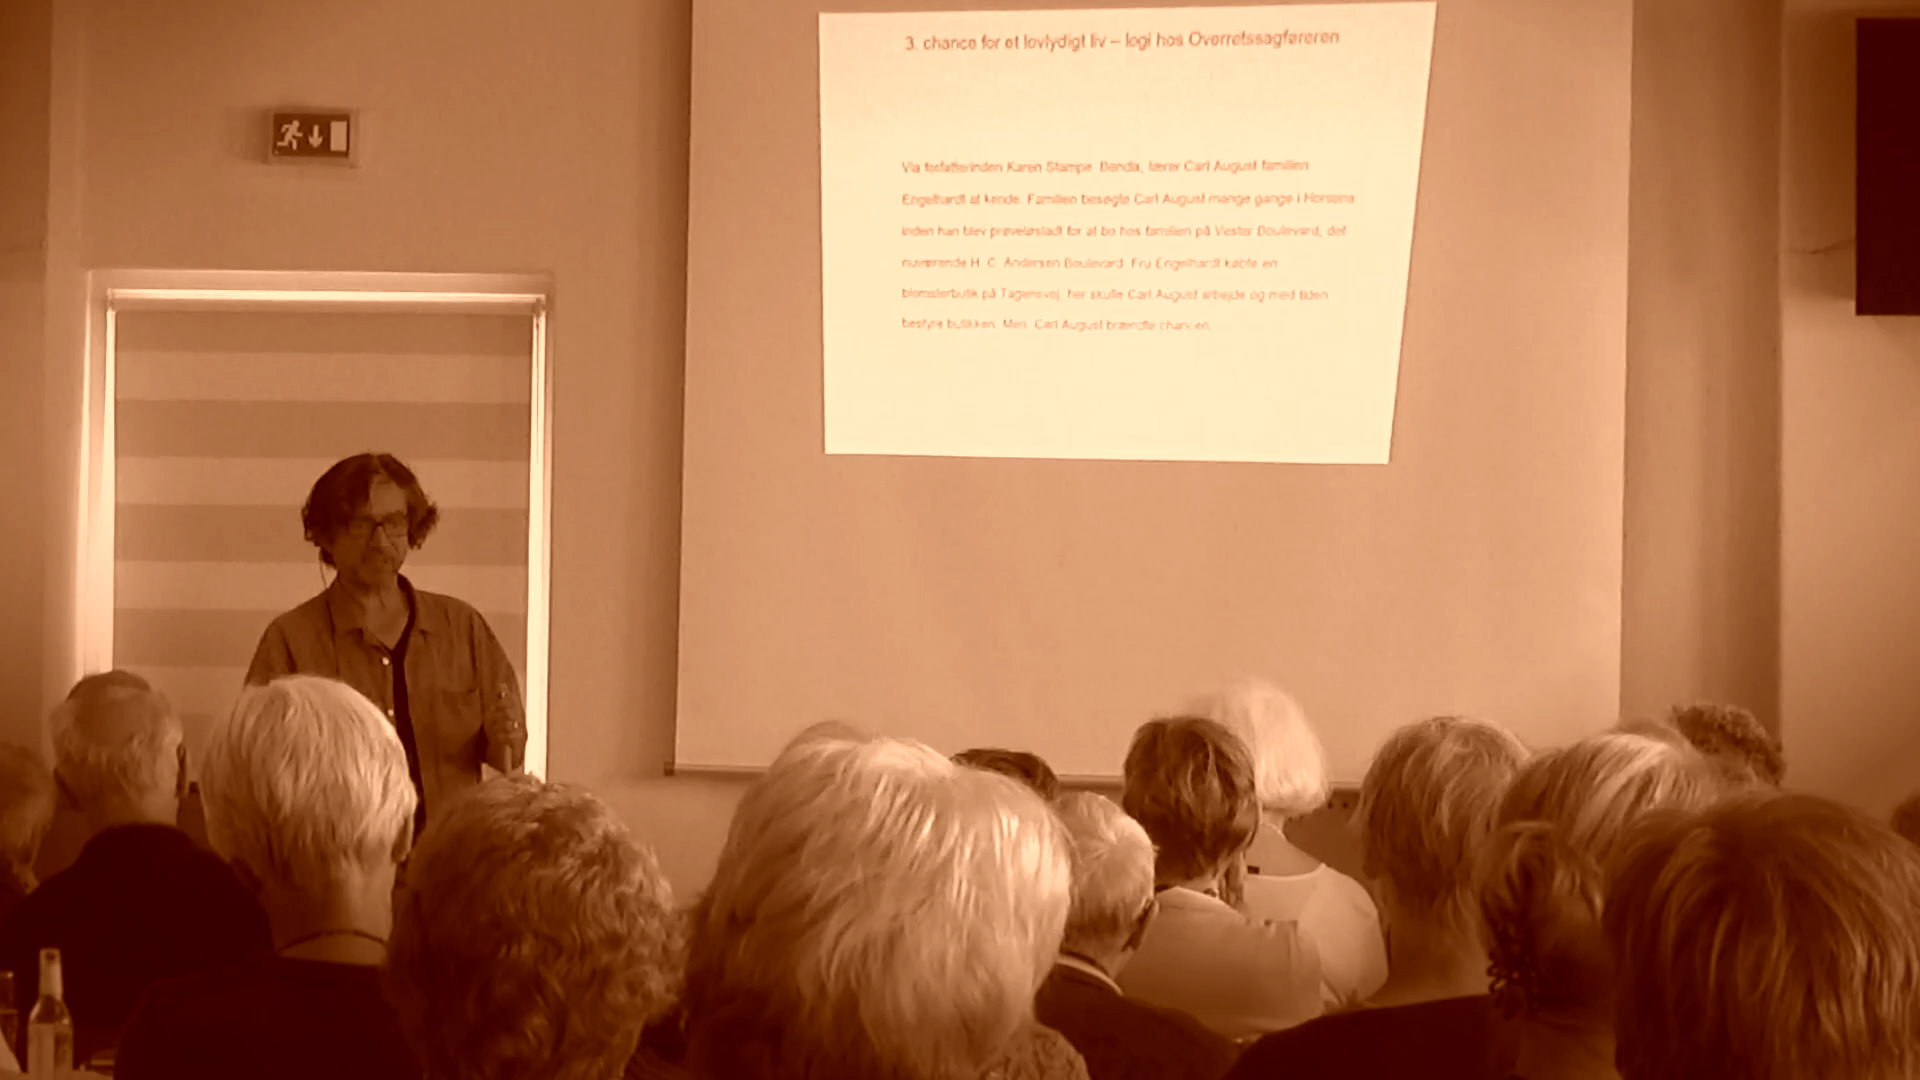 3. chance for et lovlydigt liv – logi hos Overretssagføreren
Via forfatterinden Karen Stampe Bendix, lærer Carl August familien
Engelhardt at kende. Familien besøgte Carl August mange gange i Horsens
inden han blev prøveløsladt for at bo hos familien på Vester Boulevard, det
nuværende H. C. Andersen Boulevard. Fru Engelhardt købte en
blomsterbutik på Tagensvej, her skulle Carl August arbejde og med tiden
bestyre butikken. Men. Carl August brændte chancen.